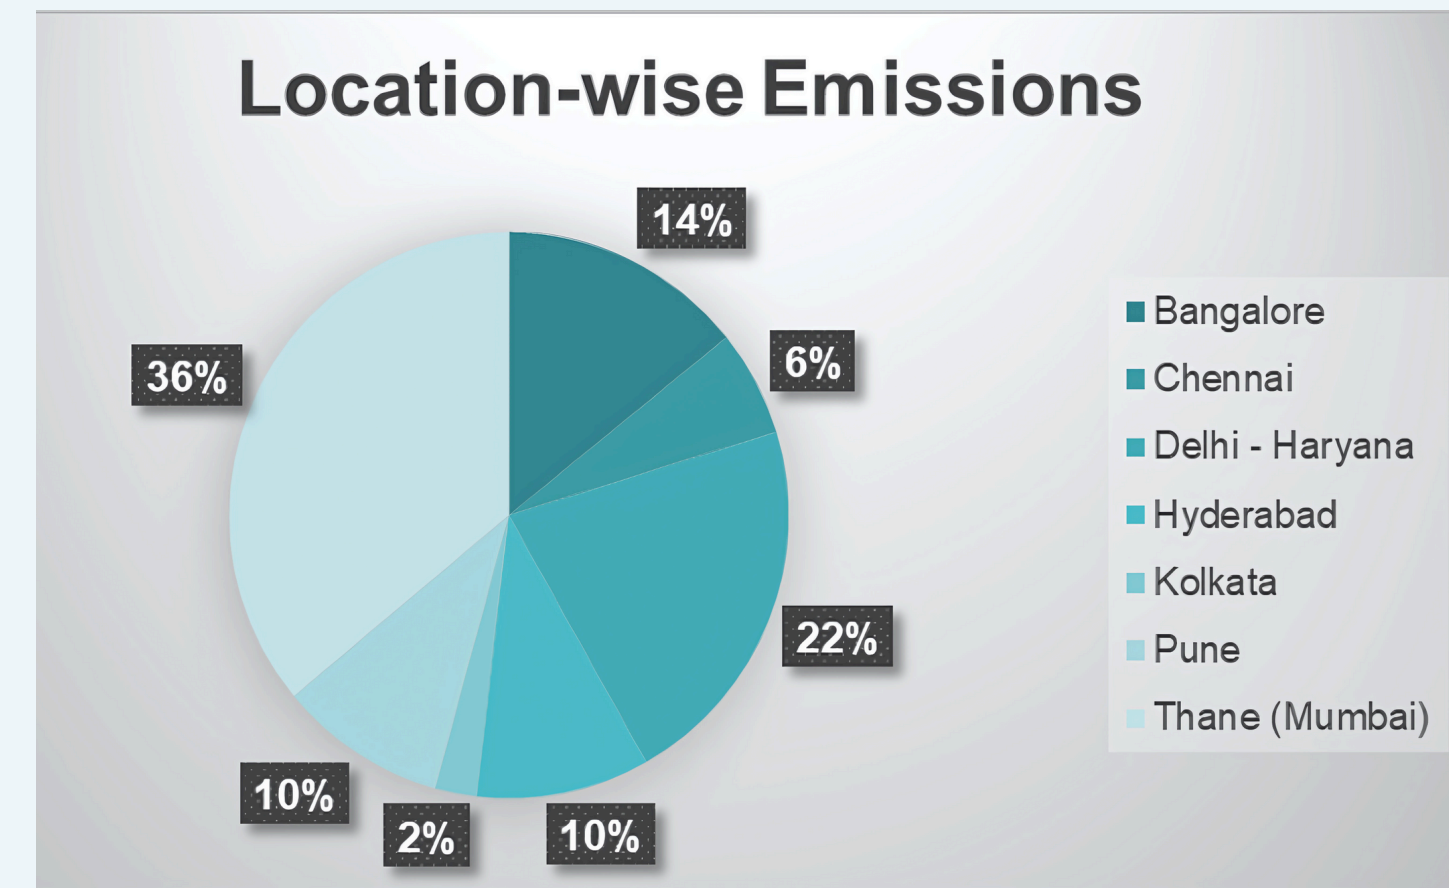 Location-wise Emissions
14%
6%
22%
10%
2%
10%
36%
Bangalore
Chennai
Delhi - Haryana
Hyderabad
Kolkata
Pune
Thane (Mumbai)